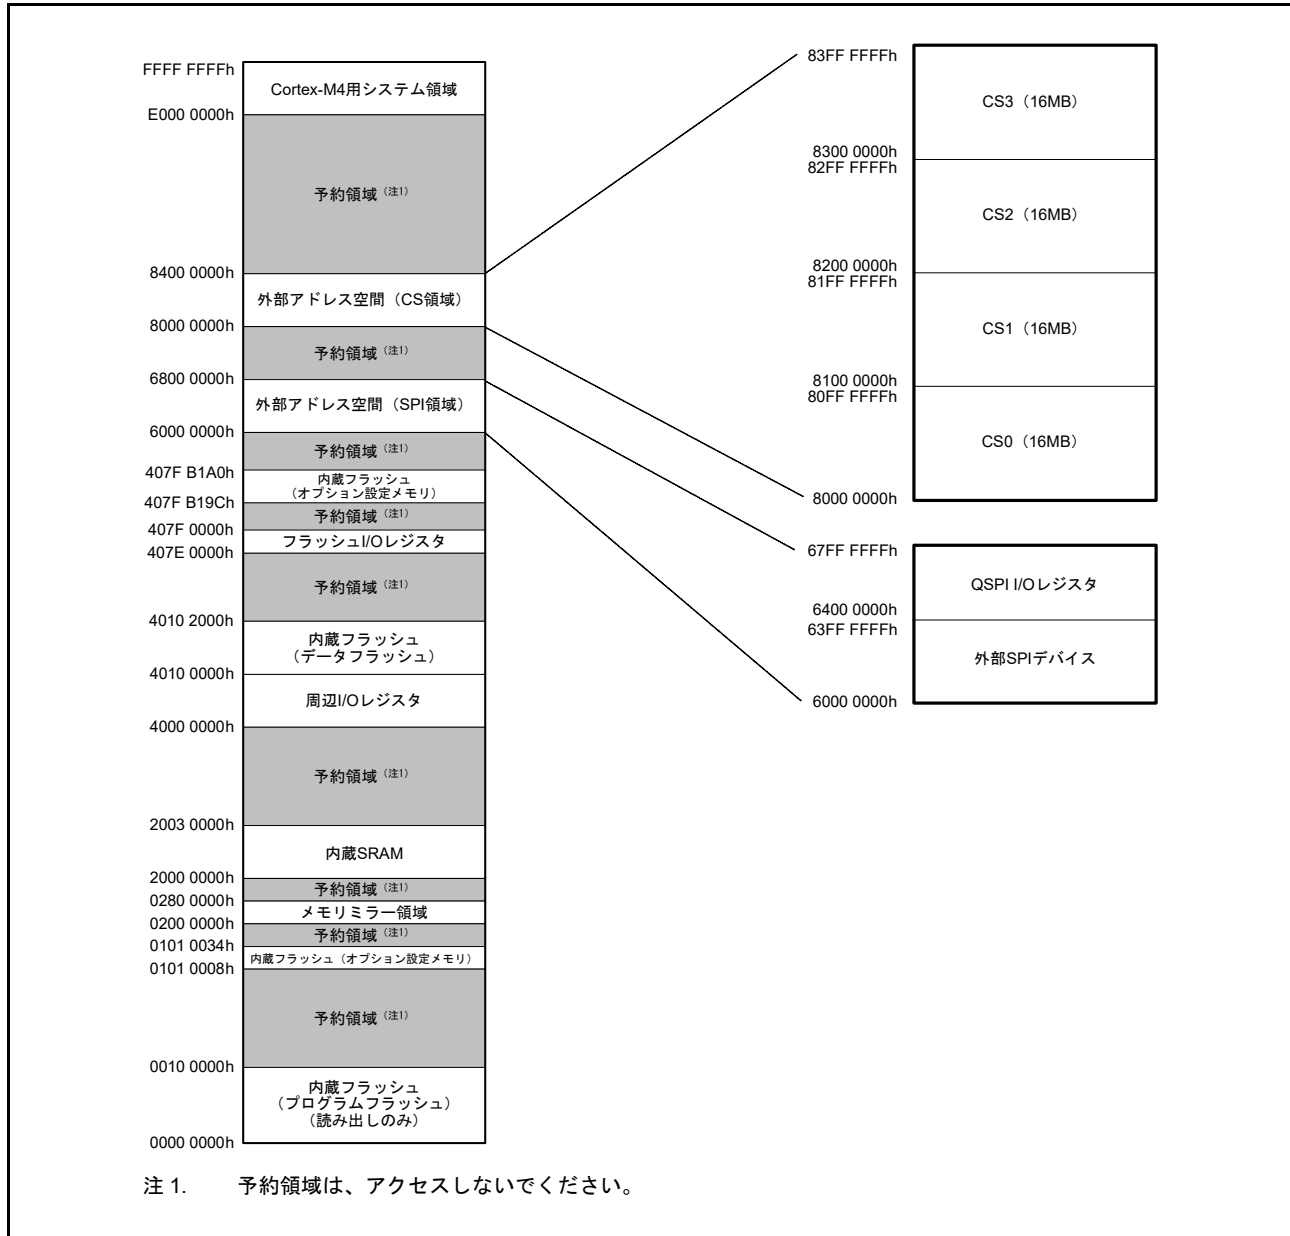 FFFF FFFFh
Cortex-M4用システム領域
E000 0000h
予約領域（注1）
8400 0000h
外部アドレス空間（CS領域）
8000 0000h
予約領域（注1）
6800 0000h
外部アドレス空間（SPI領域）
6000 0000h
予約領域（注1）
407F B1A0h
内蔵フラッシュ
（オプション設定メモリ）
407F B19Ch
予約領域（注1）
407F 0000h
フラッシュI/Oレジスタ
407E 0000h
予約領域（注1）
4010 2000h
内蔵フラッシュ
（データフラッシュ）
4010 0000h
周辺I/Oレジスタ
4000 0000h
予約領域（注1）
2003 0000h
内蔵SRAM
2000 0000h
予約領域（注1）
0280 0000h
メモリミラー領域
0200 0000h
予約領域（注1）
0101 0034h
内蔵フラッシュ（オプション設定メモリ）
0101 0008h
予約領域（注1）
0010 0000h
内蔵フラッシュ
（プログラムフラッシュ）
（読み出しのみ）
0000 0000h
83FF FFFFh
CS3（16MB）
8300 0000h
82FF FFFFh
CS2（16MB）
8200 0000h
81FF FFFFh
CS1（16MB）
8100 0000h
80FF FFFFh
CS0（16MB）
8000 0000h
67FF FFFFh
QSPI I/Oレジスタ
6400 0000h
63FF FFFFh
外部SPIデバイス
6000 0000h
注 1. 予約領域は、アクセスしないでください。